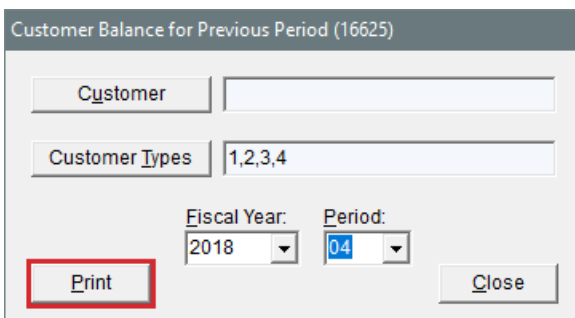 Customer Balance for Previous Period (16625)
Customer
Customer Types 1,2,3,4
Fiscal Year: Period:
2018 04
Print Close